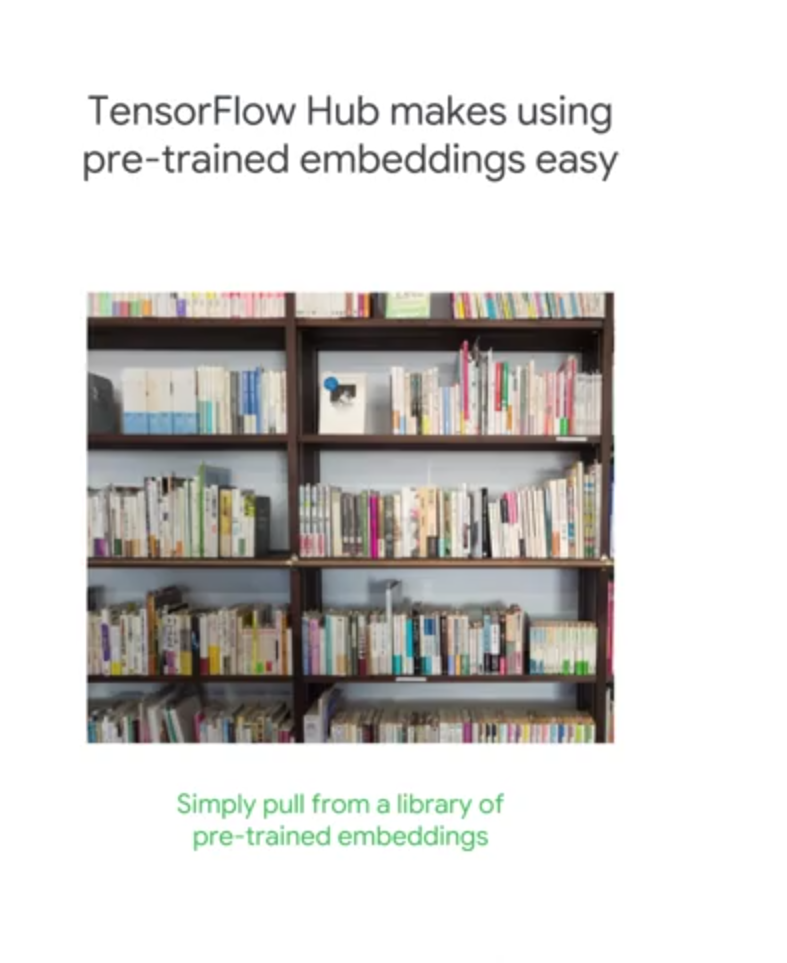 TensorFlow Hub makes using
pre-trained embeddings easy
Simply pull from a library of
pre-trained embeddings